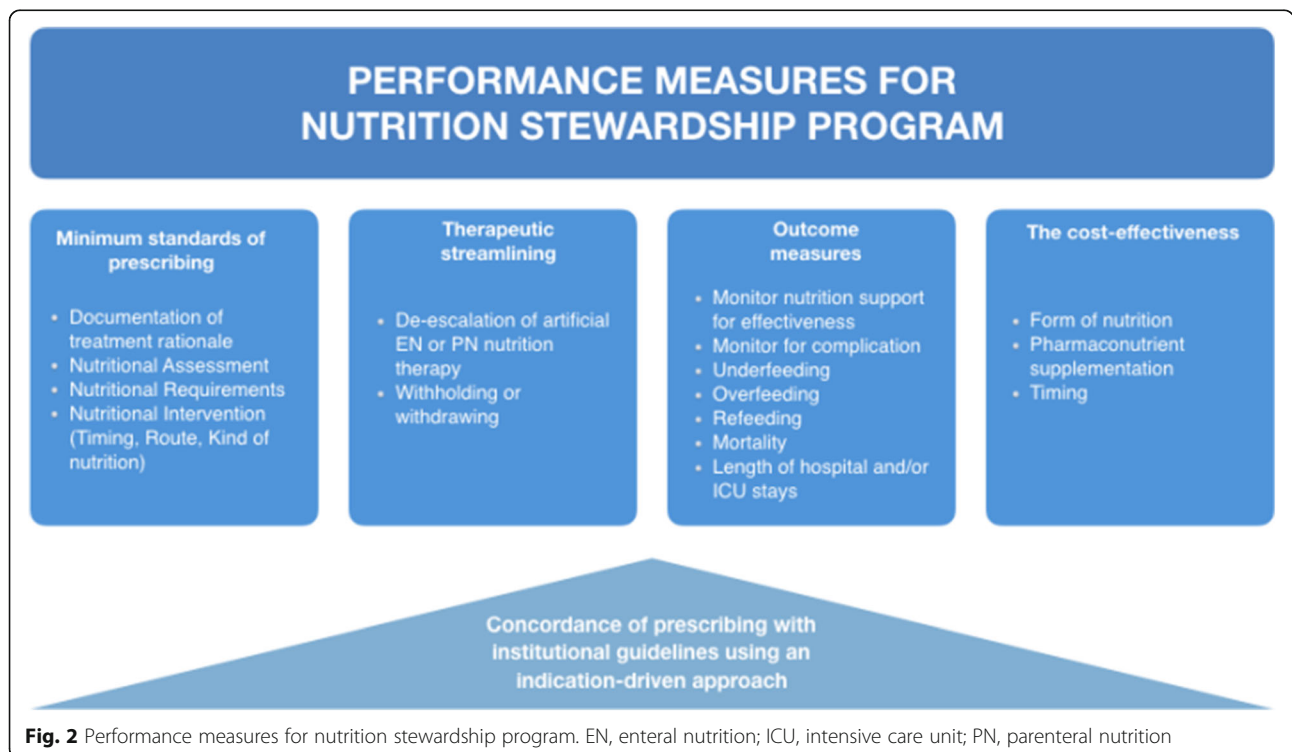 PERFORMANCE MEASURES FOR
NUTRITION STEWARDSHIP PROGRAM
Minimum standards of
prescribing
• Documentation of
treatment rationale
• Nutritional Assessment
• Nutritional Requirements
• Nutritional Intervention
(Timing, Route, Kind of
nutrition)
Therapeutic
streamlining
• De-escalation of artificial
EN or PN nutrition
therapy
• Withholding or
withdrawing
Outcome
measures
• Monitor nutrition support
for effectiveness
• Monitor for complication
• Underfeeding
• Overfeeding
• Refeeding
• Mortality
• Length of hospital and/or
ICU stays
The cost-effectiveness
• Form of nutrition
• Pharmaconutrient
supplementation
• Timing
Concordance of prescribing with
institutional guidelines using an
indication-driven approach
Fig. 2 Performance measures for nutrition stewardship program. EN, enteral nutrition; ICU, intensive care unit; PN, parenteral nutrition